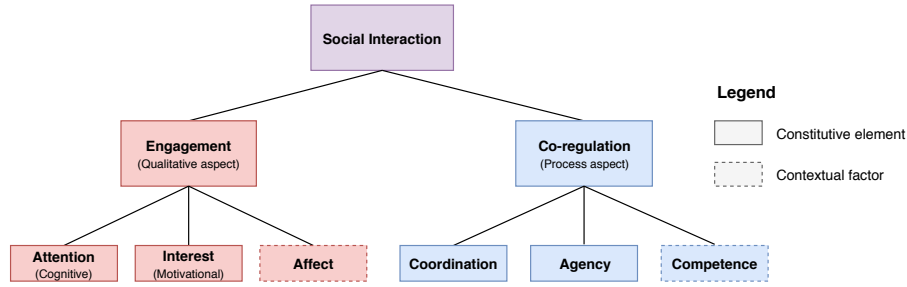 Social Interaction
Legend
Engagement
(Qualitative aspect)
Co-regulation
(Process aspect)
Constitutive element
Contextual factor
Attention
(Cognitive)
Interest
(Motivational)
Affect
Coordination
Agency
Competence